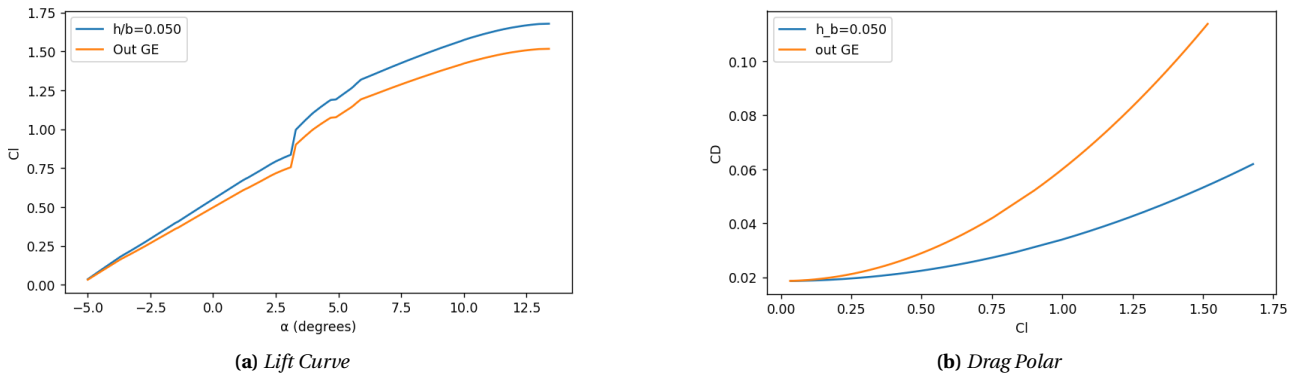 1.75
1.50
1.25
1.00
0.75
0.50
0.25
0.00
Cl
h/b=0.050
Out GE
−5.0 −2.5 0.0 2.5 5.0 7.5 10.0 12.5
α (degrees)
(a) Lift Curve
0.10
0.08
0.06
0.04
0.02
CD
h_b=0.050
out GE
0.00 0.25 0.50 0.75 1.00 1.25 1.50 1.75
Cl
(b) Drag Polar